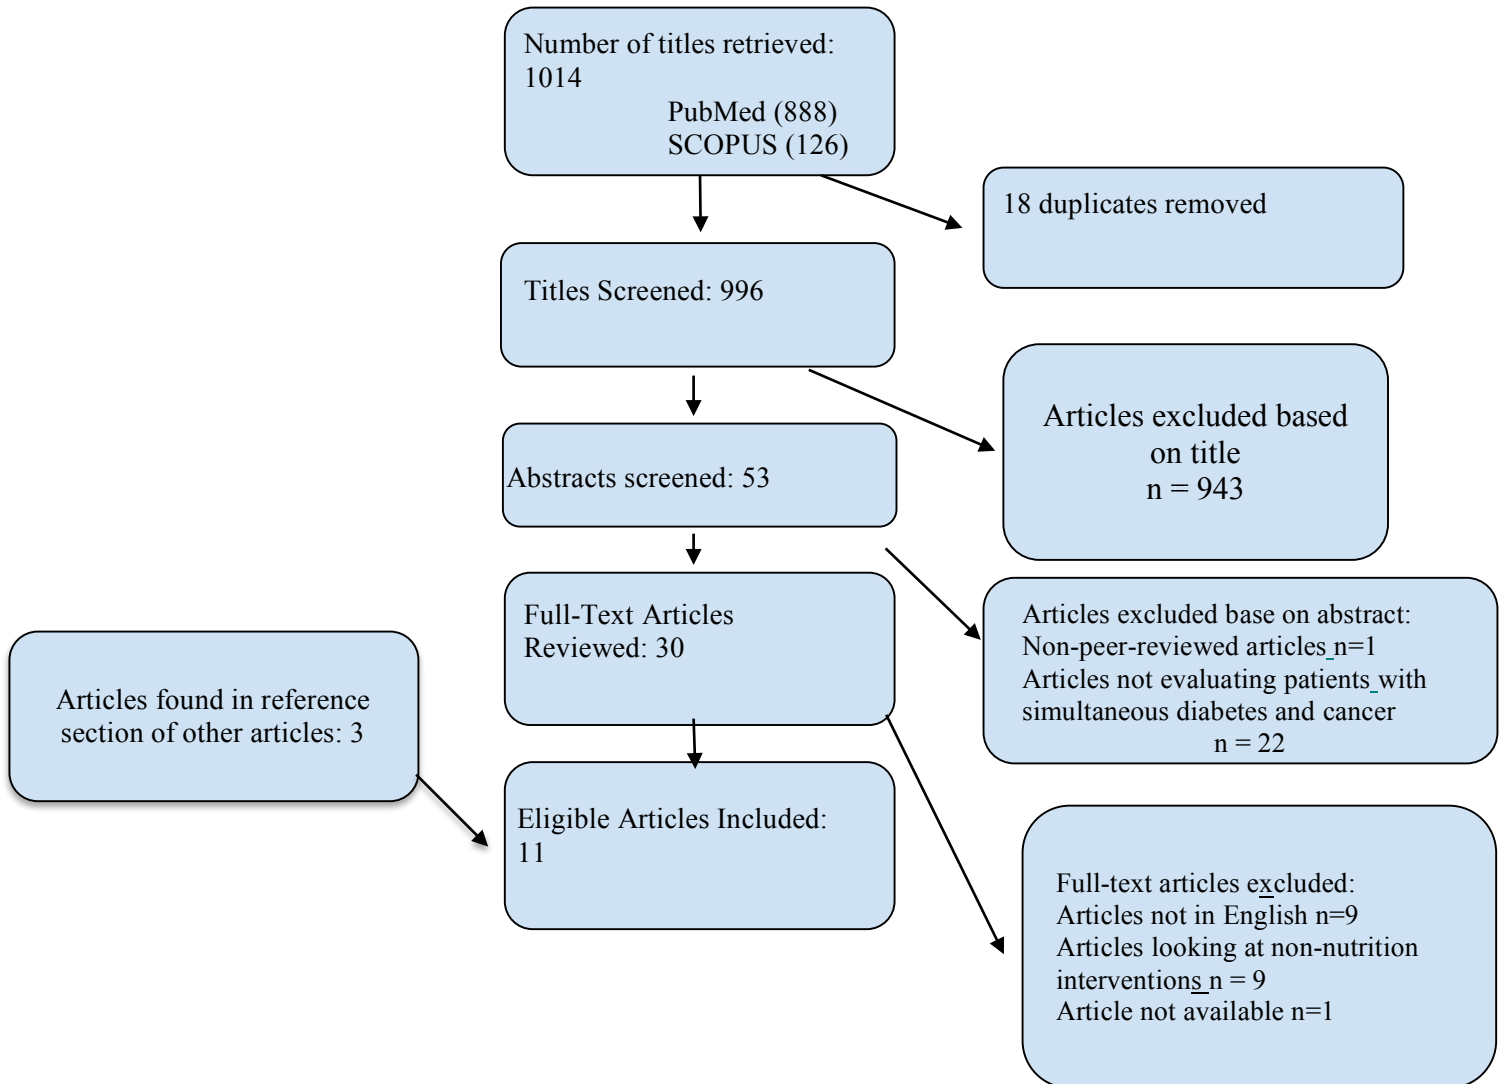 Number of titles retrieved:
1014
PubMed (888)
SCOPUS (126)
18 duplicates removed
Titles Screened: 996
Articles excluded based
on title
n = 943
Abstracts screened: 53
Articles excluded base on abstract:
Non-peer-reviewed articles n=1
Articles not evaluating patients with
simultaneous diabetes and cancer
n = 22
Full-Text Articles
Reviewed: 30
Articles found in reference
section of other articles: 3
Eligible Articles Included:
11
Full-text articles excluded:
Articles not in English n=9
Articles looking at non-nutrition
interventions n = 9
Article not available n=1